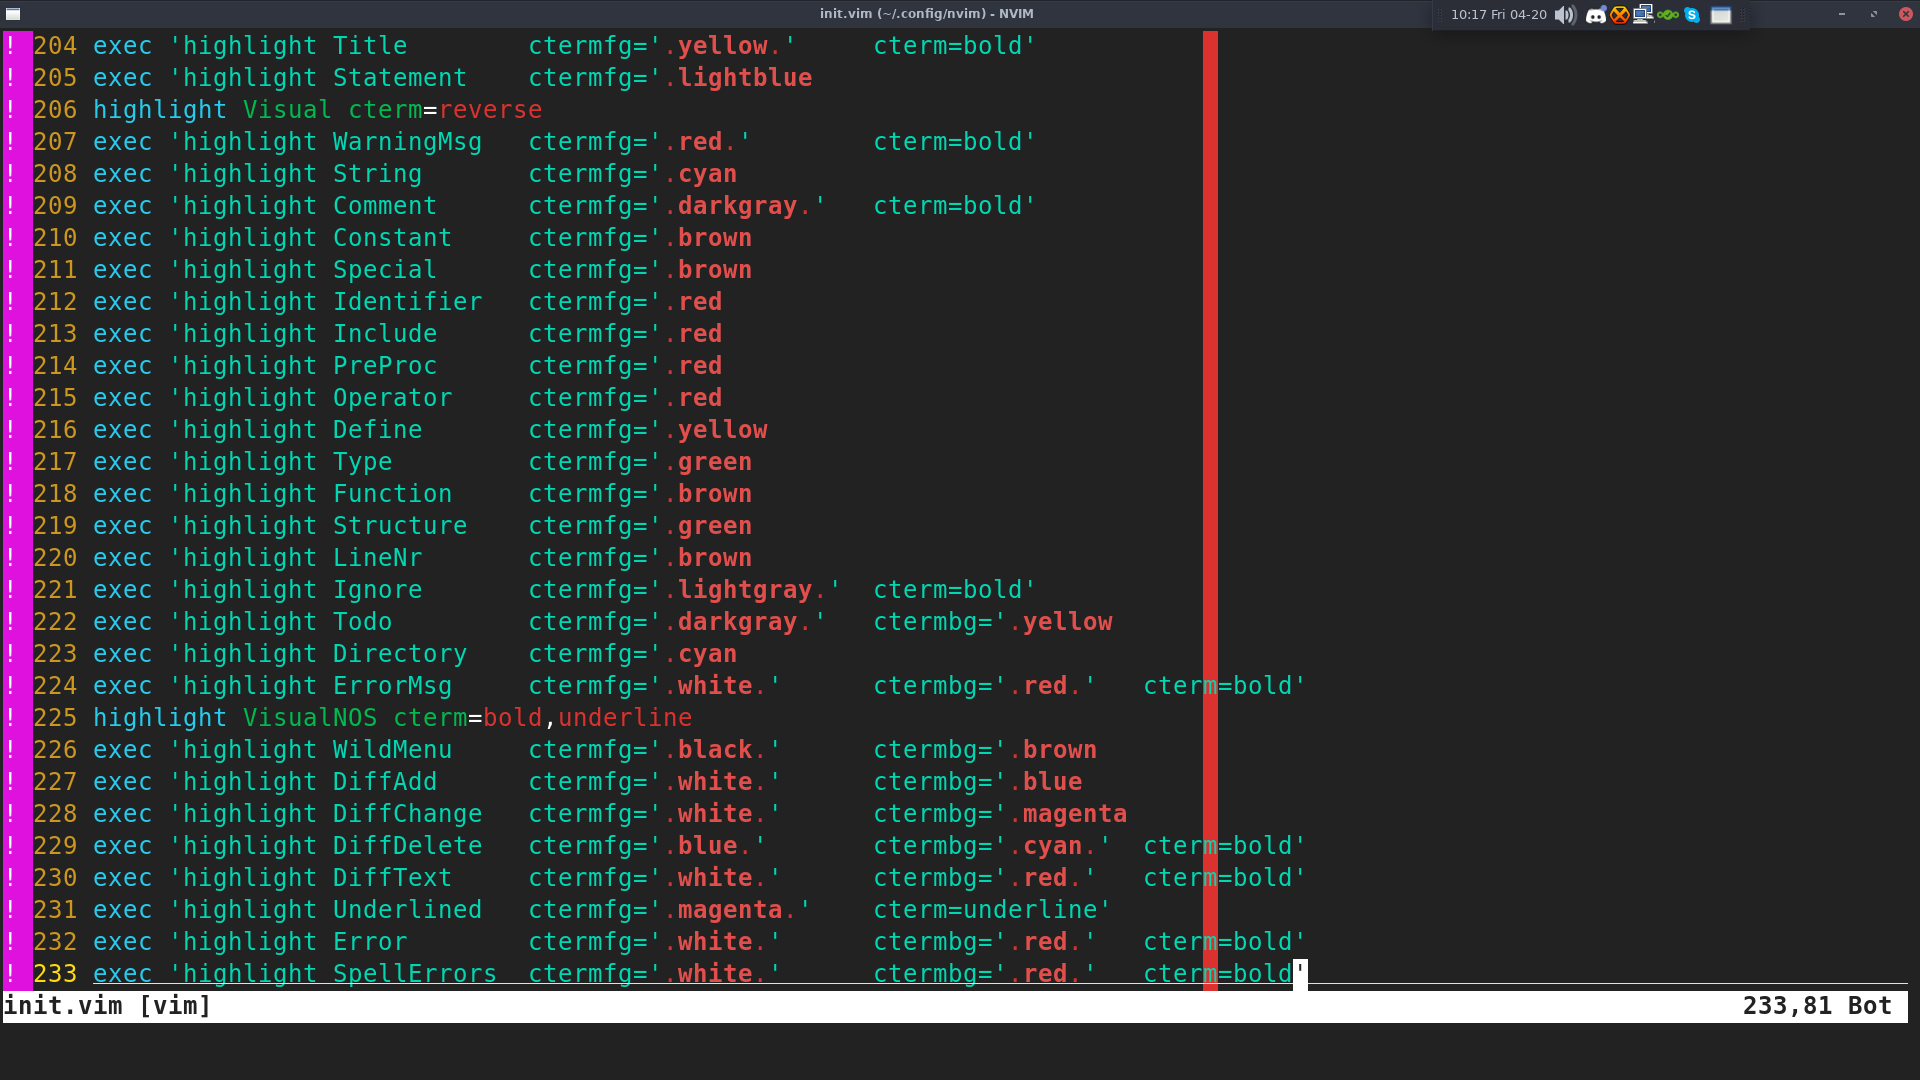 init.vim (~/.config/nvim) - NVIM
10:17 Fri 04-20
! 204 exec 'highlight Title        ctermfg='.yellow.'     cterm=bold'
! 205 exec 'highlight Statement    ctermfg='.lightblue
! 206 highlight Visual cterm=reverse
! 207 exec 'highlight WarningMsg   ctermfg='.red.'        cterm=bold'
! 208 exec 'highlight String       ctermfg='.cyan
! 209 exec 'highlight Comment      ctermfg='.darkgray.'   cterm=bold'
! 210 exec 'highlight Constant     ctermfg='.brown
! 211 exec 'highlight Special      ctermfg='.brown
! 212 exec 'highlight Identifier   ctermfg='.red
! 213 exec 'highlight Include      ctermfg='.red
! 214 exec 'highlight PreProc      ctermfg='.red
! 215 exec 'highlight Operator     ctermfg='.red
! 216 exec 'highlight Define       ctermfg='.yellow
! 217 exec 'highlight Type         ctermfg='.green
! 218 exec 'highlight Function     ctermfg='.brown
! 219 exec 'highlight Structure    ctermfg='.green
! 220 exec 'highlight LineNr       ctermfg='.brown
! 221 exec 'highlight Ignore       ctermfg='.lightgray.'  cterm=bold'
! 222 exec 'highlight Todo         ctermfg='.darkgray.'   ctermbg='.yellow
! 223 exec 'highlight Directory    ctermfg='.cyan
! 224 exec 'highlight ErrorMsg     ctermfg='.white.'      ctermbg='.red.'   cterm=bold'
! 225 highlight VisualNOS cterm=bold,underline
! 226 exec 'highlight WildMenu     ctermfg='.black.'      ctermbg='.brown
! 227 exec 'highlight DiffAdd      ctermfg='.white.'      ctermbg='.blue
! 228 exec 'highlight DiffChange   ctermfg='.white.'      ctermbg='.magenta
! 229 exec 'highlight DiffDelete   ctermfg='.blue.'       ctermbg='.cyan.'  cterm=bold'
! 230 exec 'highlight DiffText     ctermfg='.white.'      ctermbg='.red.'   cterm=bold'
! 231 exec 'highlight Underlined   ctermfg='.magenta.'    cterm=underline'
! 232 exec 'highlight Error        ctermfg='.white.'      ctermbg='.red.'   cterm=bold'
! 233 exec 'highlight SpellErrors  ctermfg='.white.'      ctermbg='.red.'   cterm=bold'
init.vim [vim] 233,81 Bot